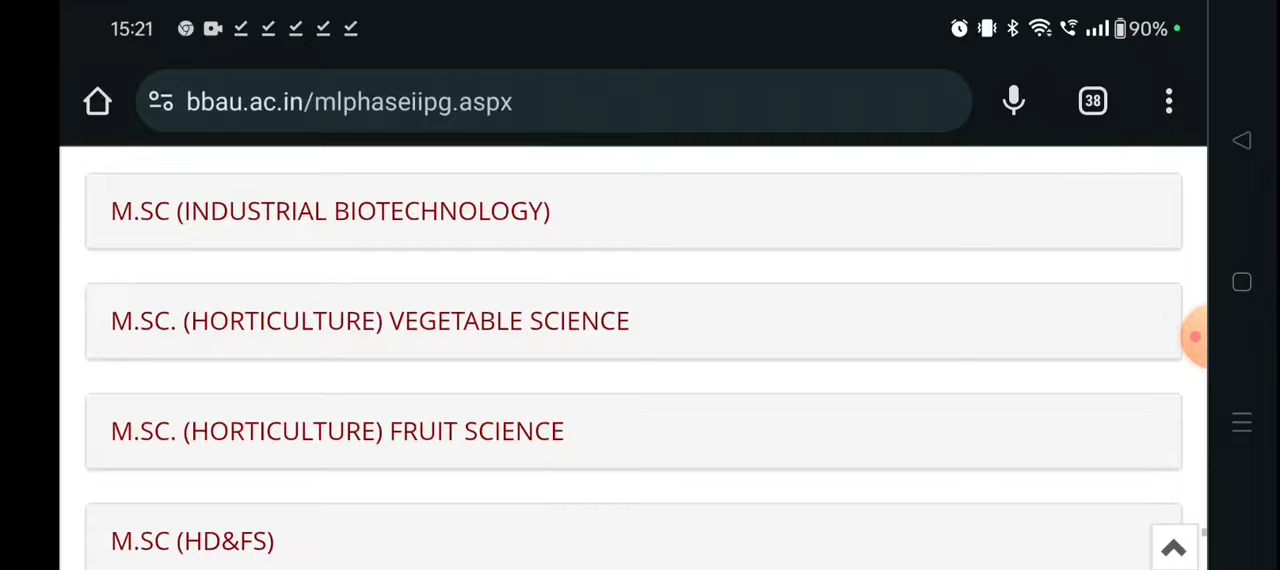 15:21 90%
bbau.ac.in/mlphaseiipg.aspx 38
M.SC (INDUSTRIAL BIOTECHNOLOGY)
M.SC. (HORTICULTURE) VEGETABLE SCIENCE
M.SC. (HORTICULTURE) FRUIT SCIENCE
M.SC (HD&FS)